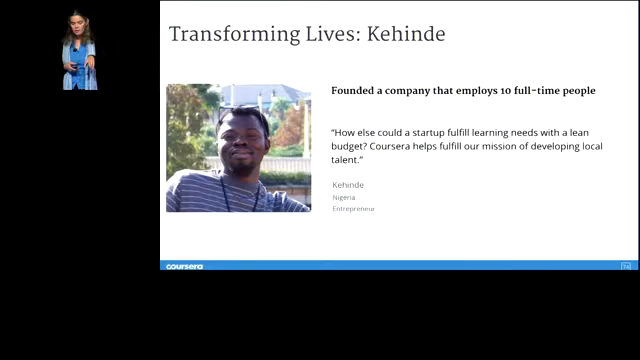 Transforming Lives: Kehinde
Founded a company that employs 10 full-time people
“How else could a startup fulfill learning needs with a lean
budget? Coursera helps fulfill our mission of developing local
talent.”
Kehinde
Nigeria
Entrepreneur
coursera